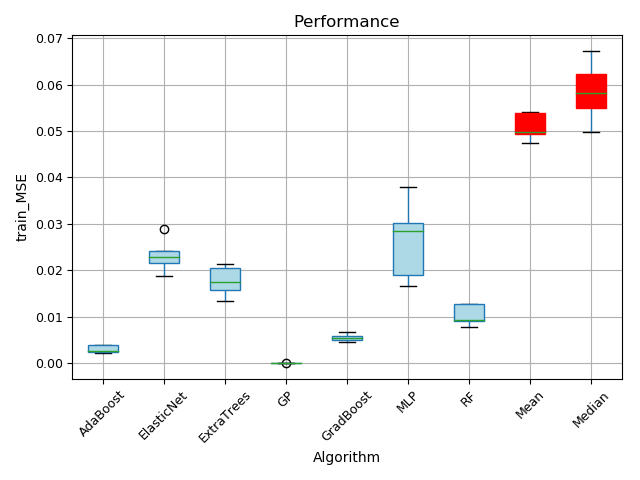 Performance
train_MSE
0.07
0.06
0.05
0.04
0.03
0.02
0.01
0.00
AdaBoost
ElasticNet
ExtraTrees
GP
GradBoost
MLP
RF
Mean
Median
Algorithm